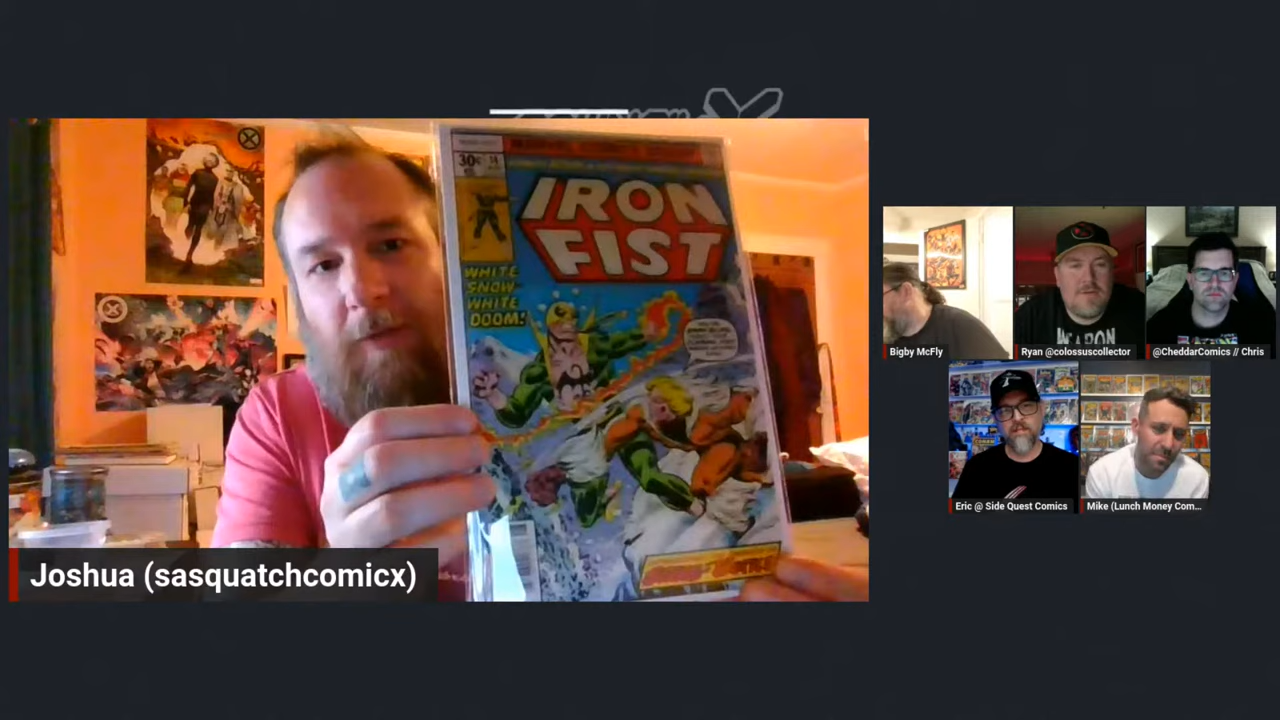 30¢ 14
IRON
FIST
WHITE
SNOW
WHITE
DOOM!
Joshua (sasquatchcomicx)
Bigby McFly
WEAPON
Ryan @colossuscollector
@CheddarComics // Chris
Eric @ Side Quest Comics
Mike (Lunch Money Com...